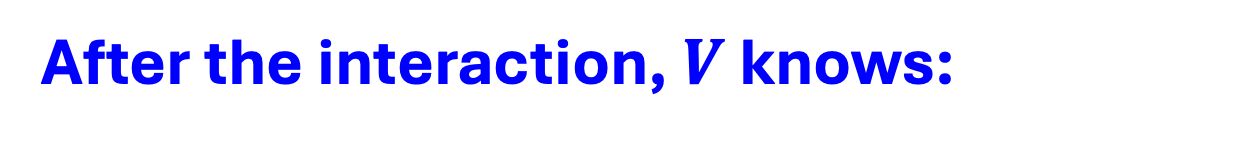 After the interaction, V knows: